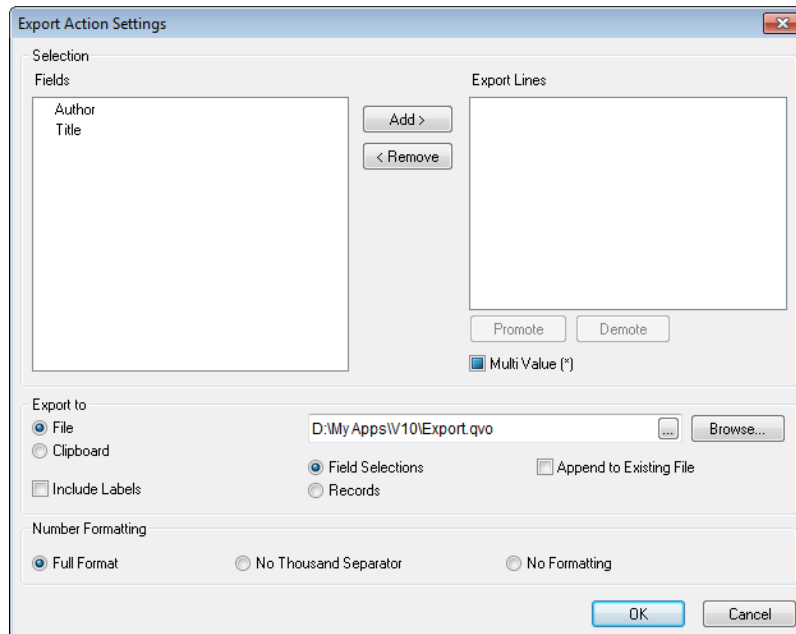 Export Action Settings
Selection
Fields
Export Lines
Author
Title
Add >
< Remove
Promote
Demote
Multi Value (*)
Export to
File
D:\My Apps\V10\Export.qvo
...
Browse...
Clipboard
Field Selections
Append to Existing File
Include Labels
Records
Number Formatting
Full Format
No Thousand Separator
No Formatting
OK
Cancel